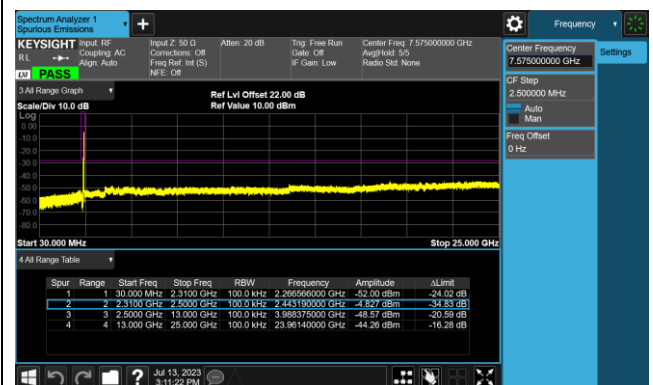 Spectrum Analyzer 1
Spurious Emissions
Frequency
KEYSIGHT Input: RF Input Z: 50 Ω Atten: 20 dB Trig: Free Run Center Freq: 7.575000000 GHz
RL Coupling: AC Corrections: Off Gate: Off Avg|Hold: 5/5
Align: Auto Freq Ref: Int (S) IF Gain: Low Radio Std: None
LVI PASS NFE: Off
3 All Range Graph
Ref Lvl Offset 22.00 dB
Scale/Div 10.0 dB Ref Value 10.00 dBm
Log
0.00
-10.0
-20.0
-30.0
-40.0
-50.0
-60.0
-70.0
-80.0
Start 30.000 MHz Stop 25.000 GHz
4 All Range Table
Spur Range Start Freq Stop Freq RBW Frequency Amplitude ΔLimit
1 1 30.000 MHz 2.3100 GHz 100.0 kHz 2.266566000 GHz -52.00 dBm -24.02 dB
2 2 2.3100 GHz 2.5000 GHz 100.0 kHz 2.443190000 GHz -4.827 dBm -34.83 dB
3 3 2.5000 GHz 13.000 GHz 100.0 kHz 3.988375000 GHz -48.57 dBm -20.59 dB
4 4 13.000 GHz 25.000 GHz 100.0 kHz 23.96140000 GHz -44.26 dBm -16.28 dB
Jul 13, 2023
3:11:22 PM
Center Frequency
7.575000000 GHz
Settings
CF Step
2.500000 MHz
Auto
Man
Freq Offset
0 Hz